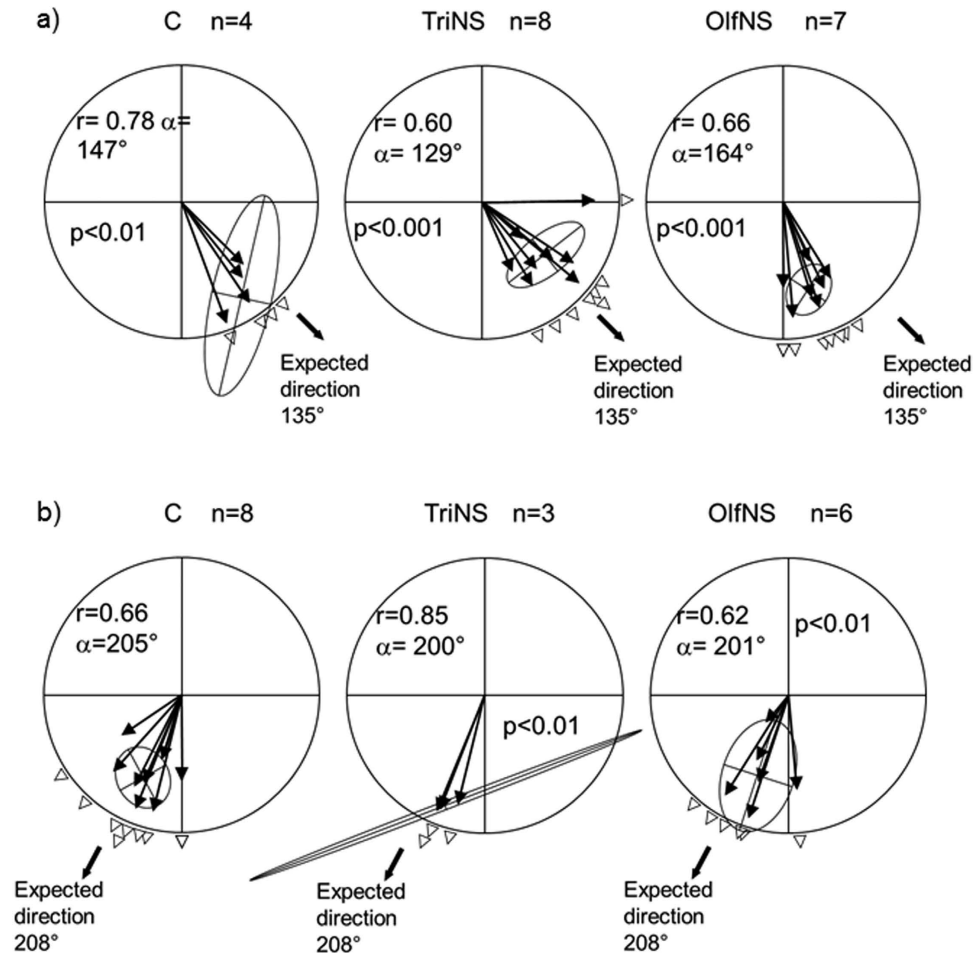 a) C n=4 TriNS n=8 OlfNS n=7
r= 0.78 α=
147°
p<0.01
Expected
direction
135°
r= 0.60
α= 129°
p<0.001
Expected
direction
135°
r= 0.66
α=164°
p<0.001
Expected
direction
135°
b) C n=8 TriNS n=3 OlfNS n=6
r=0.66
α=205°
Expected
direction
208°
r=0.85
α= 200°
p<0.01
Expected
direction
208°
r=0.62
α= 201°
p<0.01
Expected
direction
208°